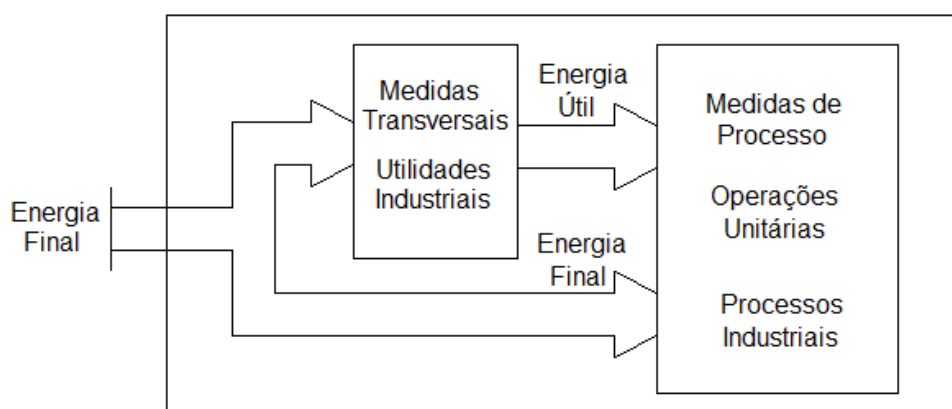 Energia
Final
Medidas
Transversais
Utilidades
Industriais
Energia
Útil
Energia
Final
Medidas de
Processo
Operações
Unitárias
Processos
Industriais